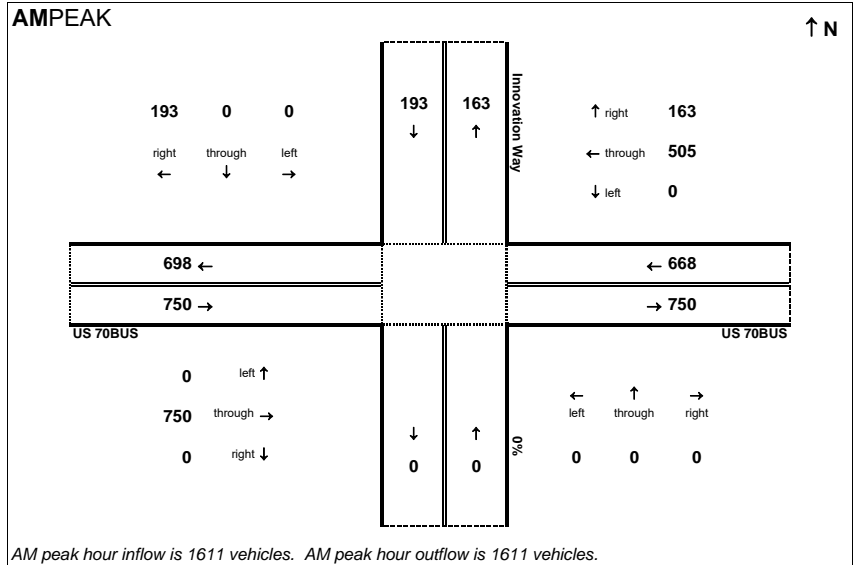 AMPEAK
↑ N
193 0 0
right through left
← ↓ →
193 163
↓ ↑
Innovation Way
↑ right 163
← through 505
↓ left 0
698 ←
← 668
750 →
→ 750
US 70BUS
US 70BUS
0 left ↑
750 through →
0 right ↓
↓ ↑
0 0
0%
← ↑ →
left through right
0 0 0
AM peak hour inflow is 1611 vehicles. AM peak hour outflow is 1611 vehicles.